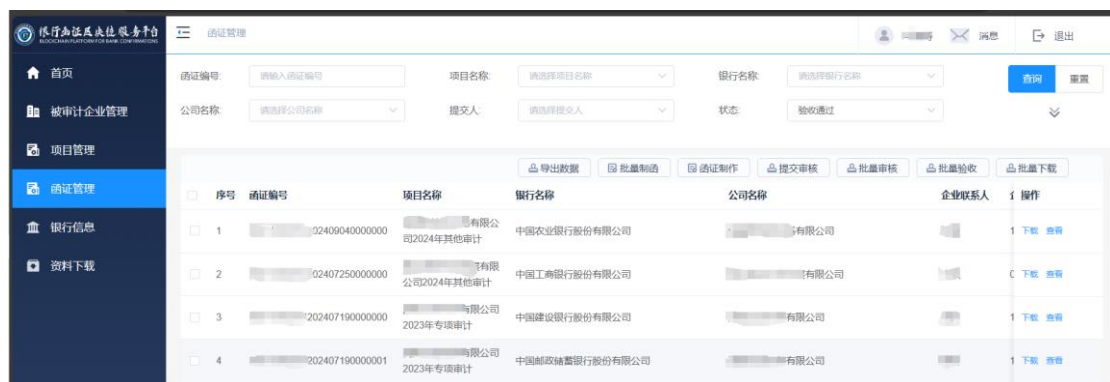 银行函证及央位服务平台
BLOCKCHAIN PLATFORM FOR BANK CONFIRMATIONS
函证管理
消息
退出
首页
被审计企业管理
项目管理
函证管理
银行信息
资料下载
函证编号: 请输入函证编号 项目名称: 请选择项目名称 银行名称: 请选择银行名称 查询 重置
公司名称: 请选择公司名称 提交人: 请选择提交人 状态: 验收通过
导出数据 批量制函 函证制作 提交审核 批量审核 批量验收 批量下载
序号 函证编号 项目名称 银行名称 公司名称 企业联系人 操作
1 02409040000000 有限公司2024年其他审计 中国农业银行股份有限公司 有限公司 1 下载 查看
2 02407250000000 有限公司2024年其他审计 中国工商银行股份有限公司 有限公司 下载 查看
3 202407190000000 有限公司2023年专项审计 中国建设银行股份有限公司 有限公司 1 下载 查看
4 202407190000001 有限公司2023年专项审计 中国邮政储蓄银行股份有限公司 有限公司 1 下载 查看